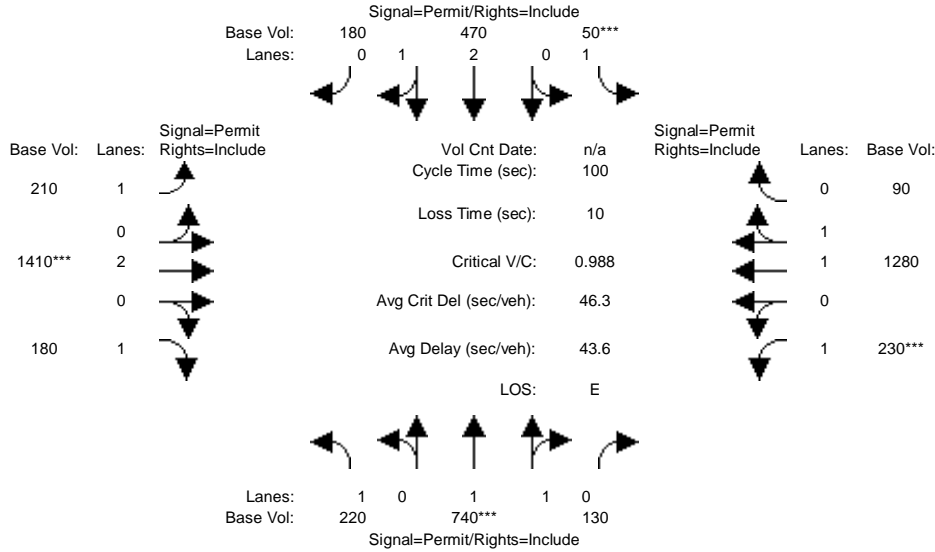 Signal=Permit/Rights=Include
Base Vol: 180 470 50***
Lanes: 0 1 2 0 1
Signal=Permit
Rights=Include
Base Vol: Lanes:
210 1
0
1410*** 2
0
180 1
Vol Cnt Date: n/a
Cycle Time (sec): 100
Loss Time (sec): 10
Critical V/C: 0.988
Avg Crit Del (sec/veh): 46.3
Avg Delay (sec/veh): 43.6
LOS: E
Signal=Permit
Rights=Include
Lanes: Base Vol:
0 90
1
1 1280
0
1 230***
Lanes: 1 0 1 1 0
Base Vol: 220 740*** 130
Signal=Permit/Rights=Include